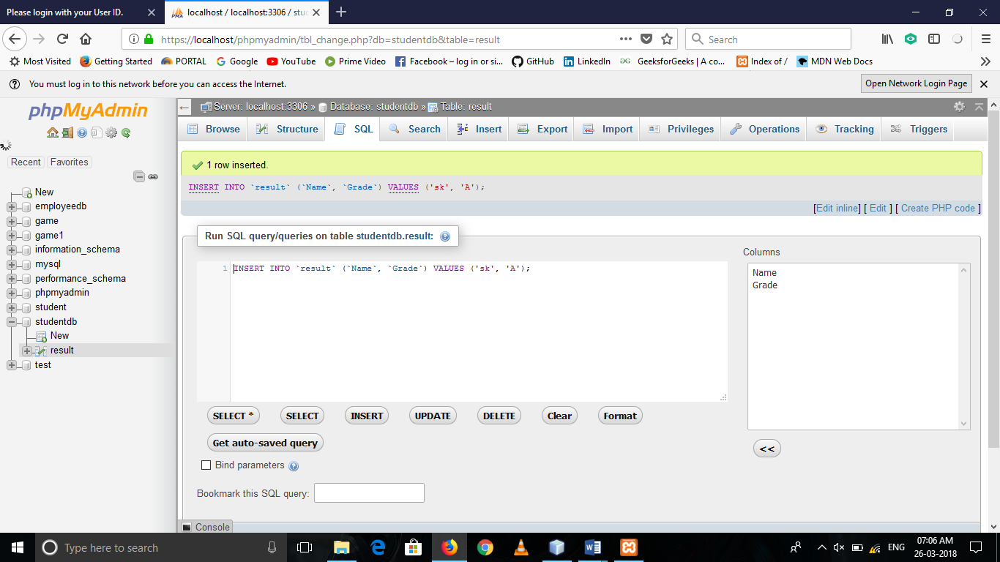 Please login with your User ID.
localhost / localhost:3306 / stud
https://localhost/phpmyadmin/tbl_change.php?db=studentdb&table=result
Search
Most Visited
Getting Started
PORTAL
Google
YouTube
Prime Video
Facebook – log in or si...
GitHub
LinkedIn
GeeksforGeeks | A co...
Index of /
MDN Web Docs
You must log in to this network before you can access the Internet.
Open Network Login Page
phpMyAdmin
Recent
Favorites
New
employeedb
game
game1
information_schema
mysql
performance_schema
phpmyadmin
student
studentdb
New
result
test
Server: localhost:3306 » Database: studentdb » Table: result
Browse
Structure
SQL
Search
Insert
Export
Import
Privileges
Operations
Tracking
Triggers
1 row inserted.
INSERT INTO `result` (`Name`, `Grade`) VALUES ('sk', 'A');
[Edit inline] [ Edit ] [ Create PHP code ]
Run SQL query/queries on table studentdb.result:
1 INSERT INTO `result` (`Name`, `Grade`) VALUES ('sk', 'A');
Columns
Name
Grade
SELECT *
SELECT
INSERT
UPDATE
DELETE
Clear
Format
Get auto-saved query
<<
Bind parameters
Bookmark this SQL query:
Console
Type here to search
ENG
07:06 AM
26-03-2018